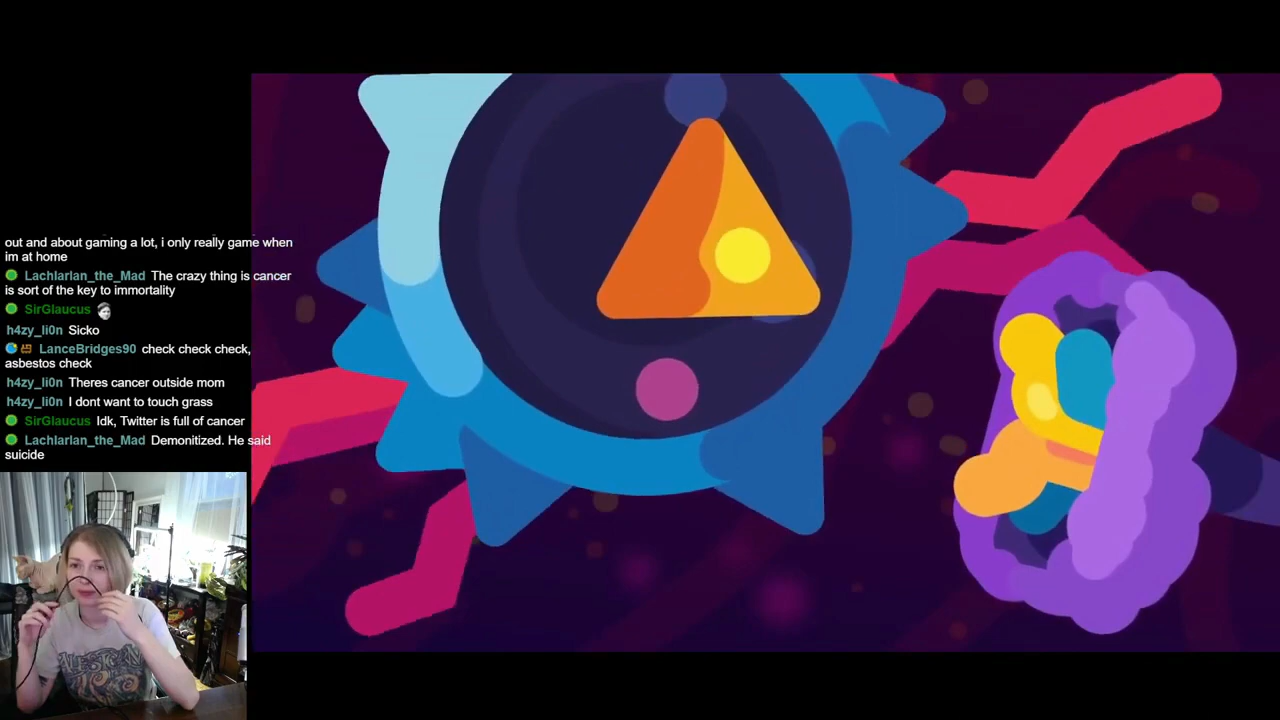 out and about gaming a lot, i only really game when
im at home
Lachlarlan_the_Mad The crazy thing is cancer
is sort of the key to immortality
SirGlaucus
h4zy_li0n Sicko
LanceBridges90 check check check,
asbestos check
h4zy_li0n Theres cancer outside mom
h4zy_li0n I dont want to touch grass
SirGlaucus Idk, Twitter is full of cancer
Lachlarlan_the_Mad Demonitized. He said
suicide